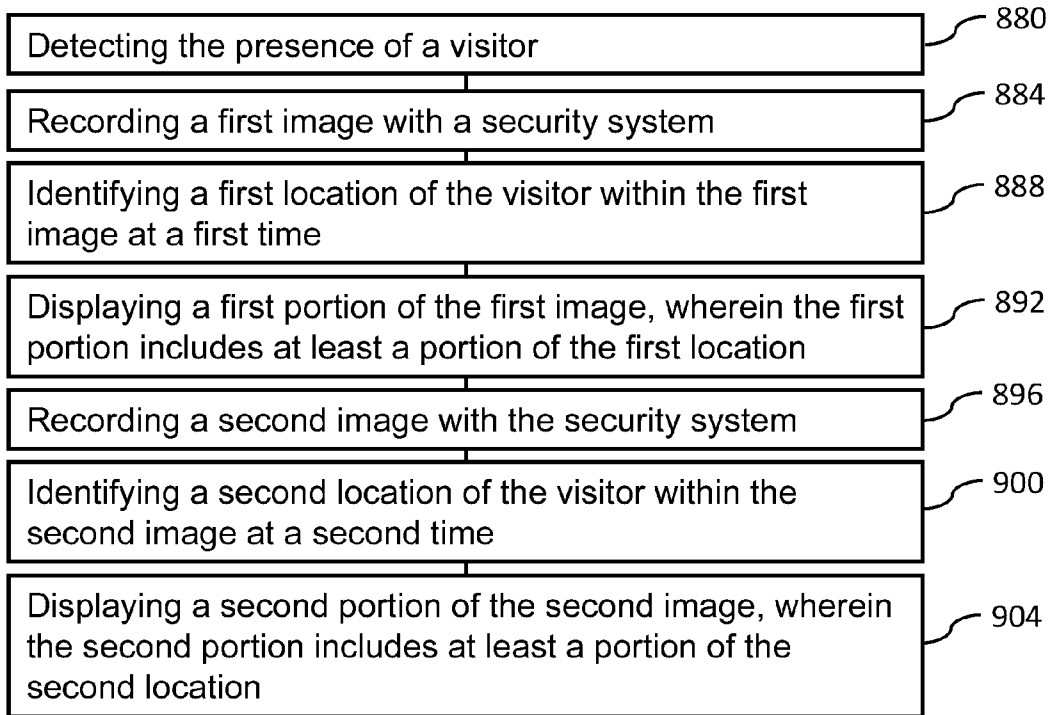 Detecting the presence of a visitor
880
Recording a first image with a security system
884
Identifying a first location of the visitor within the first
image at a first time
888
Displaying a first portion of the first image, wherein the first
portion includes at least a portion of the first location
892
Recording a second image with the security system
896
Identifying a second location of the visitor within the
second image at a second time
900
Displaying a second portion of the second image, wherein
the second portion includes at least a portion of the
second location
904